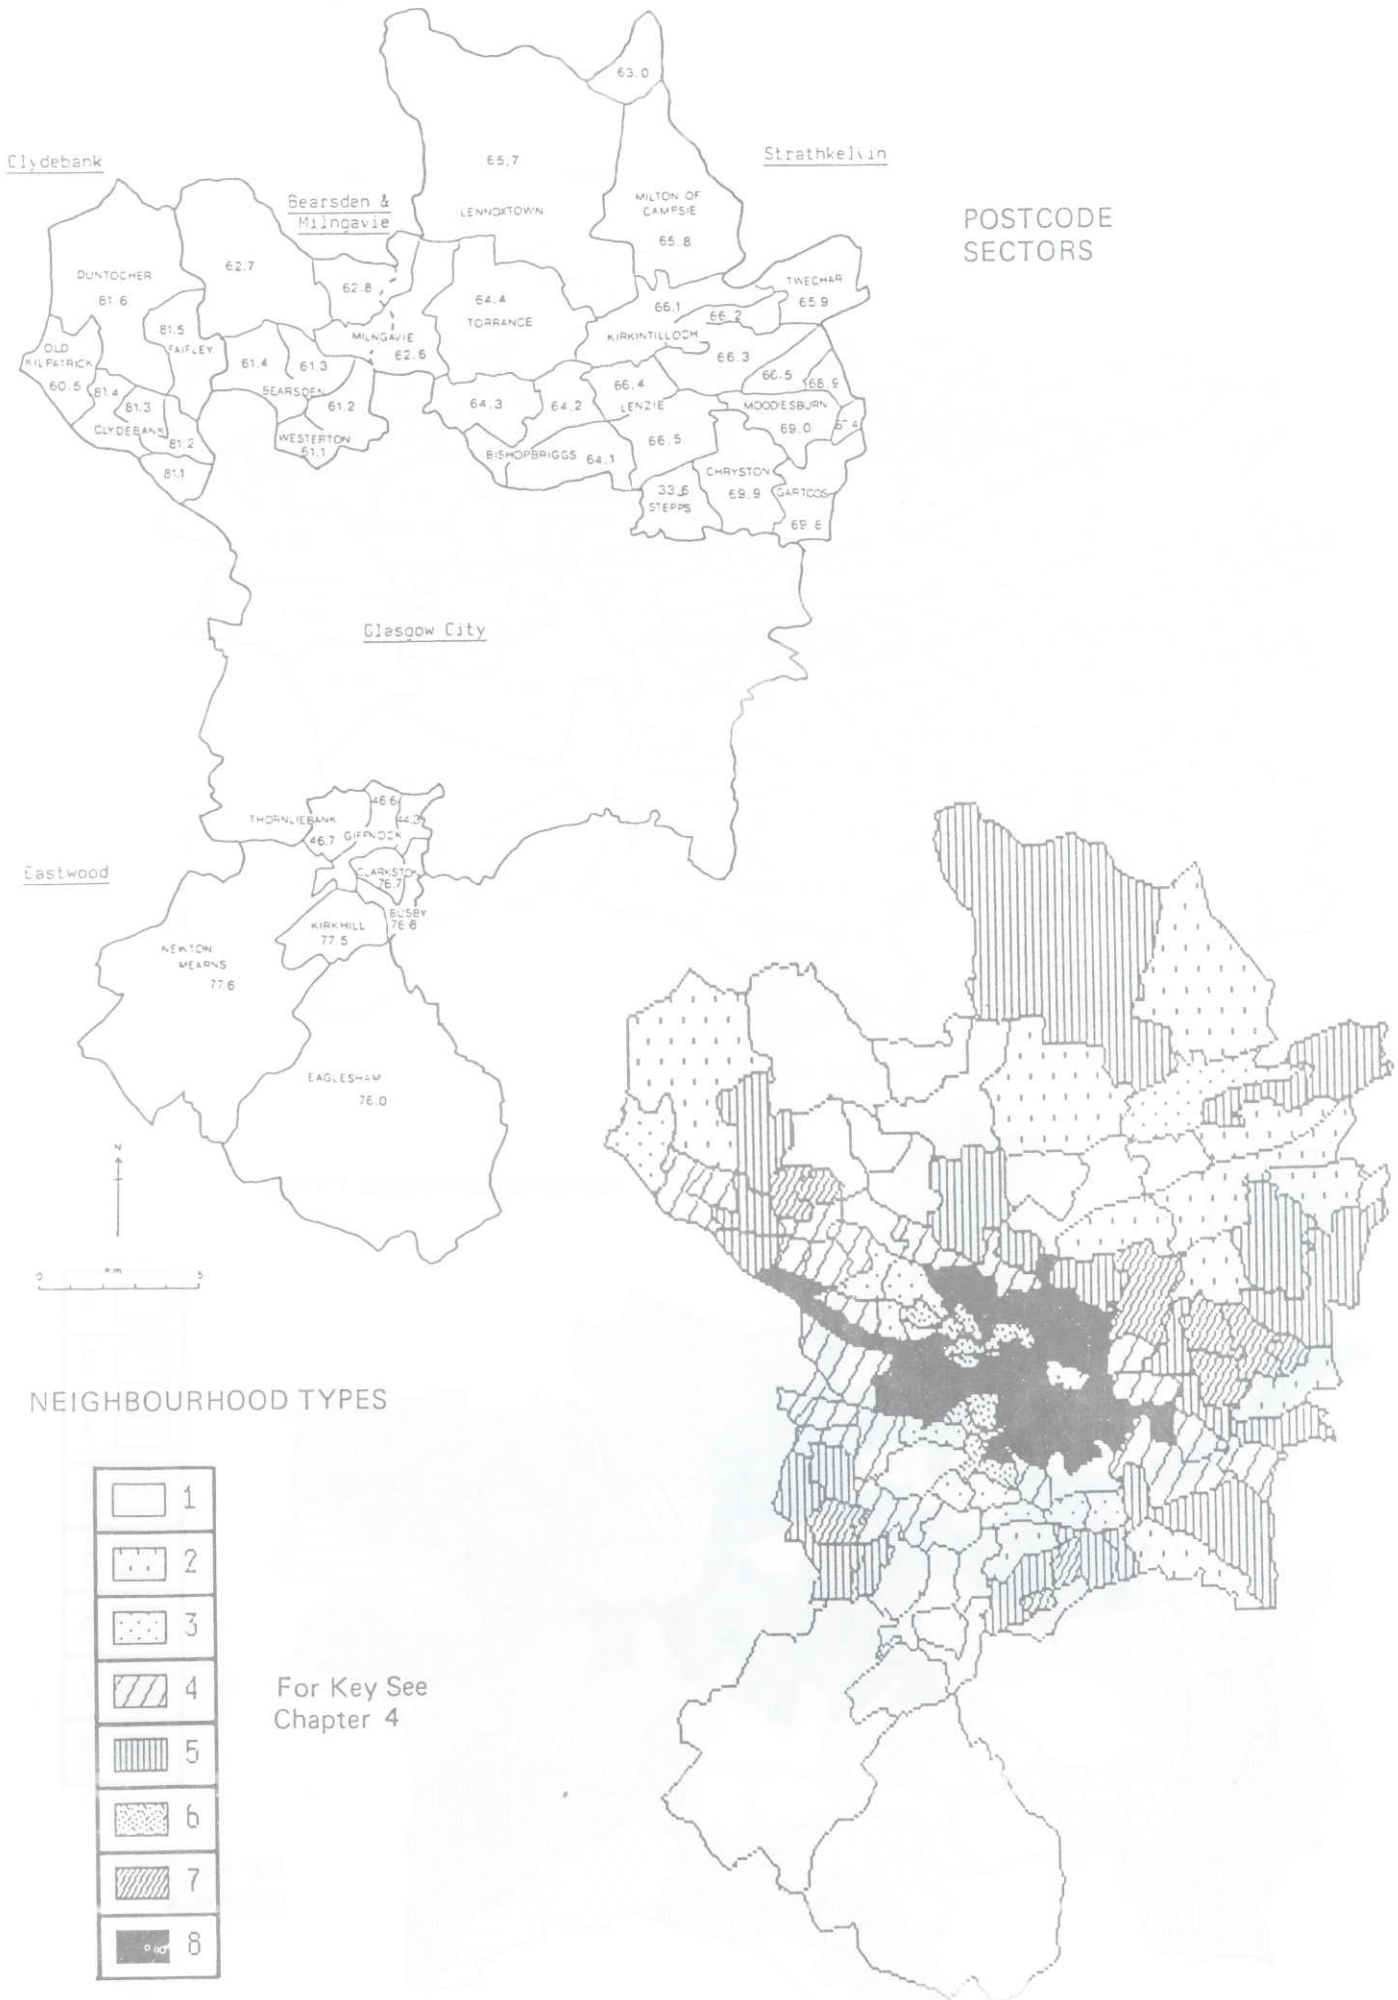 63.0
Clydebank
65.7
Strathkelvin
Bearsden &
Milngavie
LENNOXTOWN
MILTON OF
CAMPSIE
65.8
POSTCODE
SECTORS
DUNTOCHER
81.6
62.7
62.8
64.4
TORRANCE
TWECHAR
65.9
66.1
66.2
KIRKINTILLOCH
81.5
FAIFLEY
MILNGAVIE
62.6
66.3
OLD
KILPATRICK
60.5
61.4
61.3
BEARSDEN
66.5
68.9
81.4
81.3
CLYDEBANK
81.2
81.1
61.2
WESTERTON
61.1
64.3
64.2
66.4
LENZIE
MOODIESBURN
69.0
BISHOPBRIGGS 64.1
66.5
CHRYSTON
69.9
33.6
STEPPS
GARTCOS
69.8
Glasgow City
46.6
THORNLIEBANK
44.3
46.7
GIFFNOCK
Eastwood
CLARKSTON
76.7
BUSBY
76.8
KIRKHILL
77.5
NEWTON
MEARNS
77.6
EAGLESHAM
76.0
N
0 km 5
NEIGHBOURHOOD TYPES
1
2
3
4
5
6
7
8
For Key See
Chapter 4